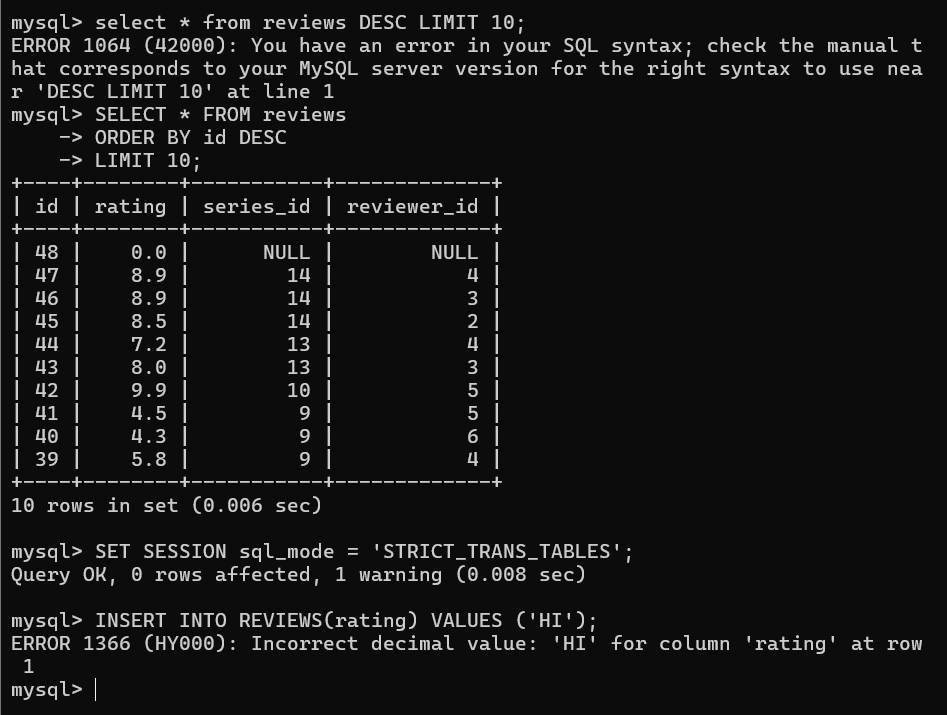 mysql> select * from reviews DESC LIMIT 10;
ERROR 1064 (42000): You have an error in your SQL syntax; check the manual t
hat corresponds to your MySQL server version for the right syntax to use nea
r 'DESC LIMIT 10' at line 1
mysql> SELECT * FROM reviews
    -> ORDER BY id DESC
    -> LIMIT 10;
+----+--------+-----------+-------------+
| id | rating | series_id | reviewer_id |
+----+--------+-----------+-------------+
| 48 |    0.0 |      NULL |        NULL |
| 47 |    8.9 |        14 |           4 |
| 46 |    8.9 |        14 |           3 |
| 45 |    8.5 |        14 |           2 |
| 44 |    7.2 |        13 |           4 |
| 43 |    8.0 |        13 |           3 |
| 42 |    9.9 |        10 |           5 |
| 41 |    4.5 |         9 |           5 |
| 40 |    4.3 |         9 |           6 |
| 39 |    5.8 |         9 |           4 |
+----+--------+-----------+-------------+
10 rows in set (0.006 sec)

mysql> SET SESSION sql_mode = 'STRICT_TRANS_TABLES';
Query OK, 0 rows affected, 1 warning (0.008 sec)

mysql> INSERT INTO REVIEWS(rating) VALUES ('HI');
ERROR 1366 (HY000): Incorrect decimal value: 'HI' for column 'rating' at row
 1
mysql>